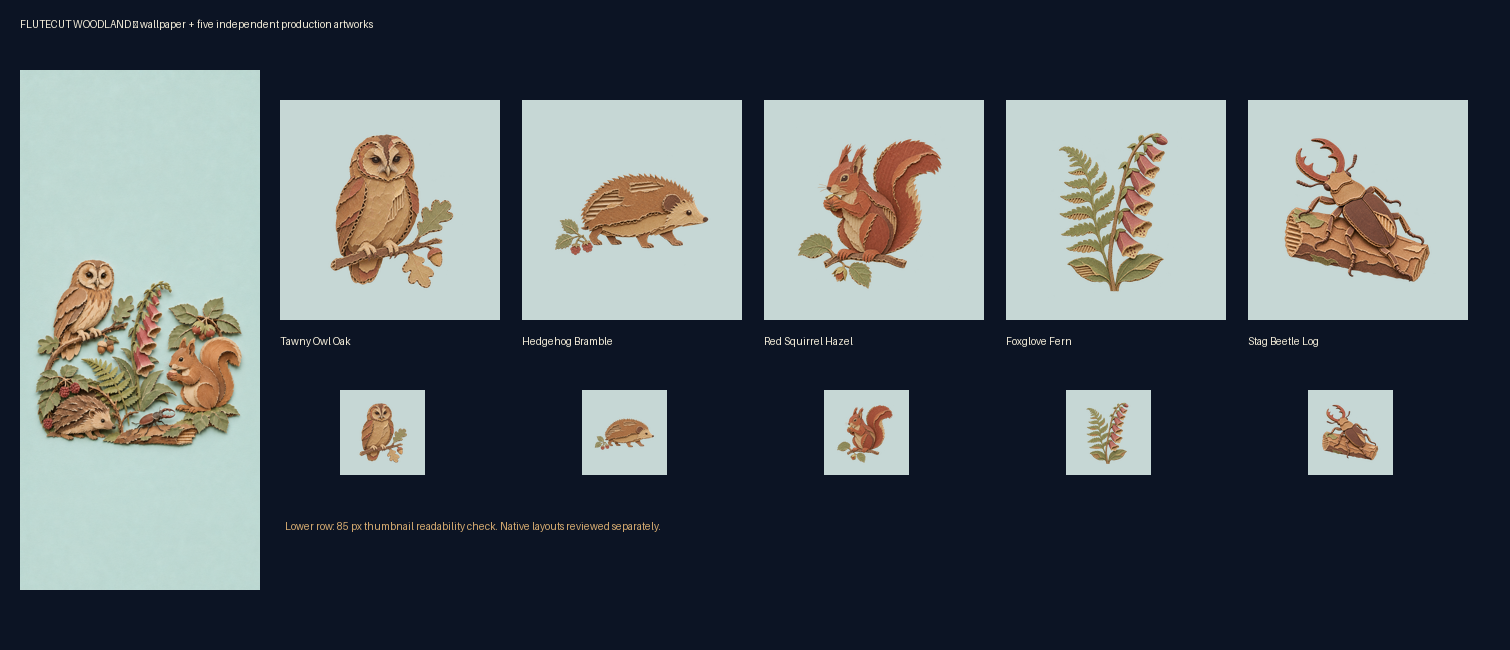 FLUTECUT WOODLAND □ wallpaper + five independent production artworks
Tawny Owl Oak
Hedgehog Bramble
Red Squirrel Hazel
Foxglove Fern
Stag Beetle Log
Lower row: 85 px thumbnail readability check. Native layouts reviewed separately.